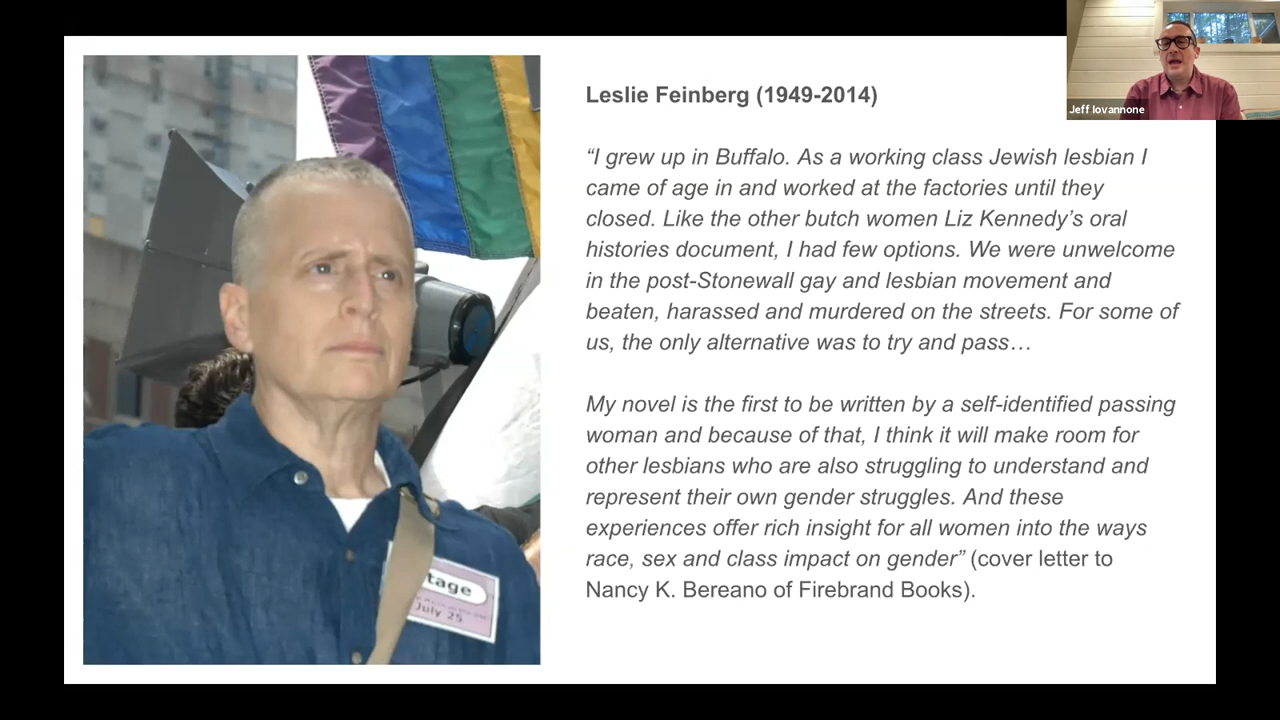 Jeff Iovannone
Leslie Feinberg (1949-2014)
“I grew up in Buffalo. As a working class Jewish lesbian I
came of age in and worked at the factories until they
closed. Like the other butch women Liz Kennedy’s oral
histories document, I had few options. We were unwelcome
in the post-Stonewall gay and lesbian movement and
beaten, harassed and murdered on the streets. For some of
us, the only alternative was to try and pass…
My novel is the first to be written by a self-identified passing
woman and because of that, I think it will make room for
other lesbians who are also struggling to understand and
represent their own gender struggles. And these
experiences offer rich insight for all women into the ways
race, sex and class impact on gender” (cover letter to
Nancy K. Bereano of Firebrand Books).
tage
July 25